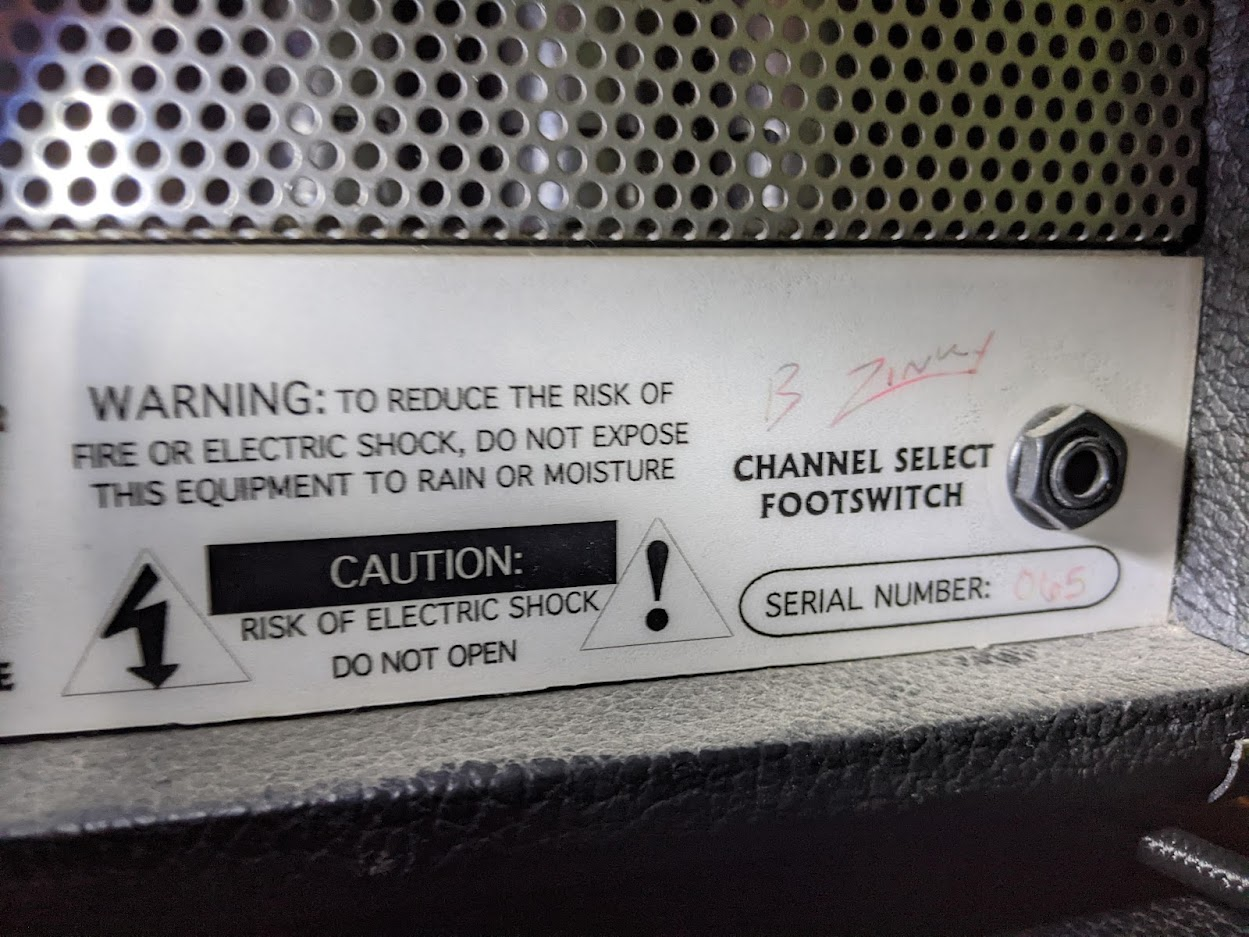 WARNING: TO REDUCE THE RISK OF
FIRE OR ELECTRIC SHOCK, DO NOT EXPOSE
THIS EQUIPMENT TO RAIN OR MOISTURE
CAUTION:
RISK OF ELECTRIC SHOCK
DO NOT OPEN
B ZINKY
CHANNEL SELECT
FOOTSWITCH
SERIAL NUMBER: 065